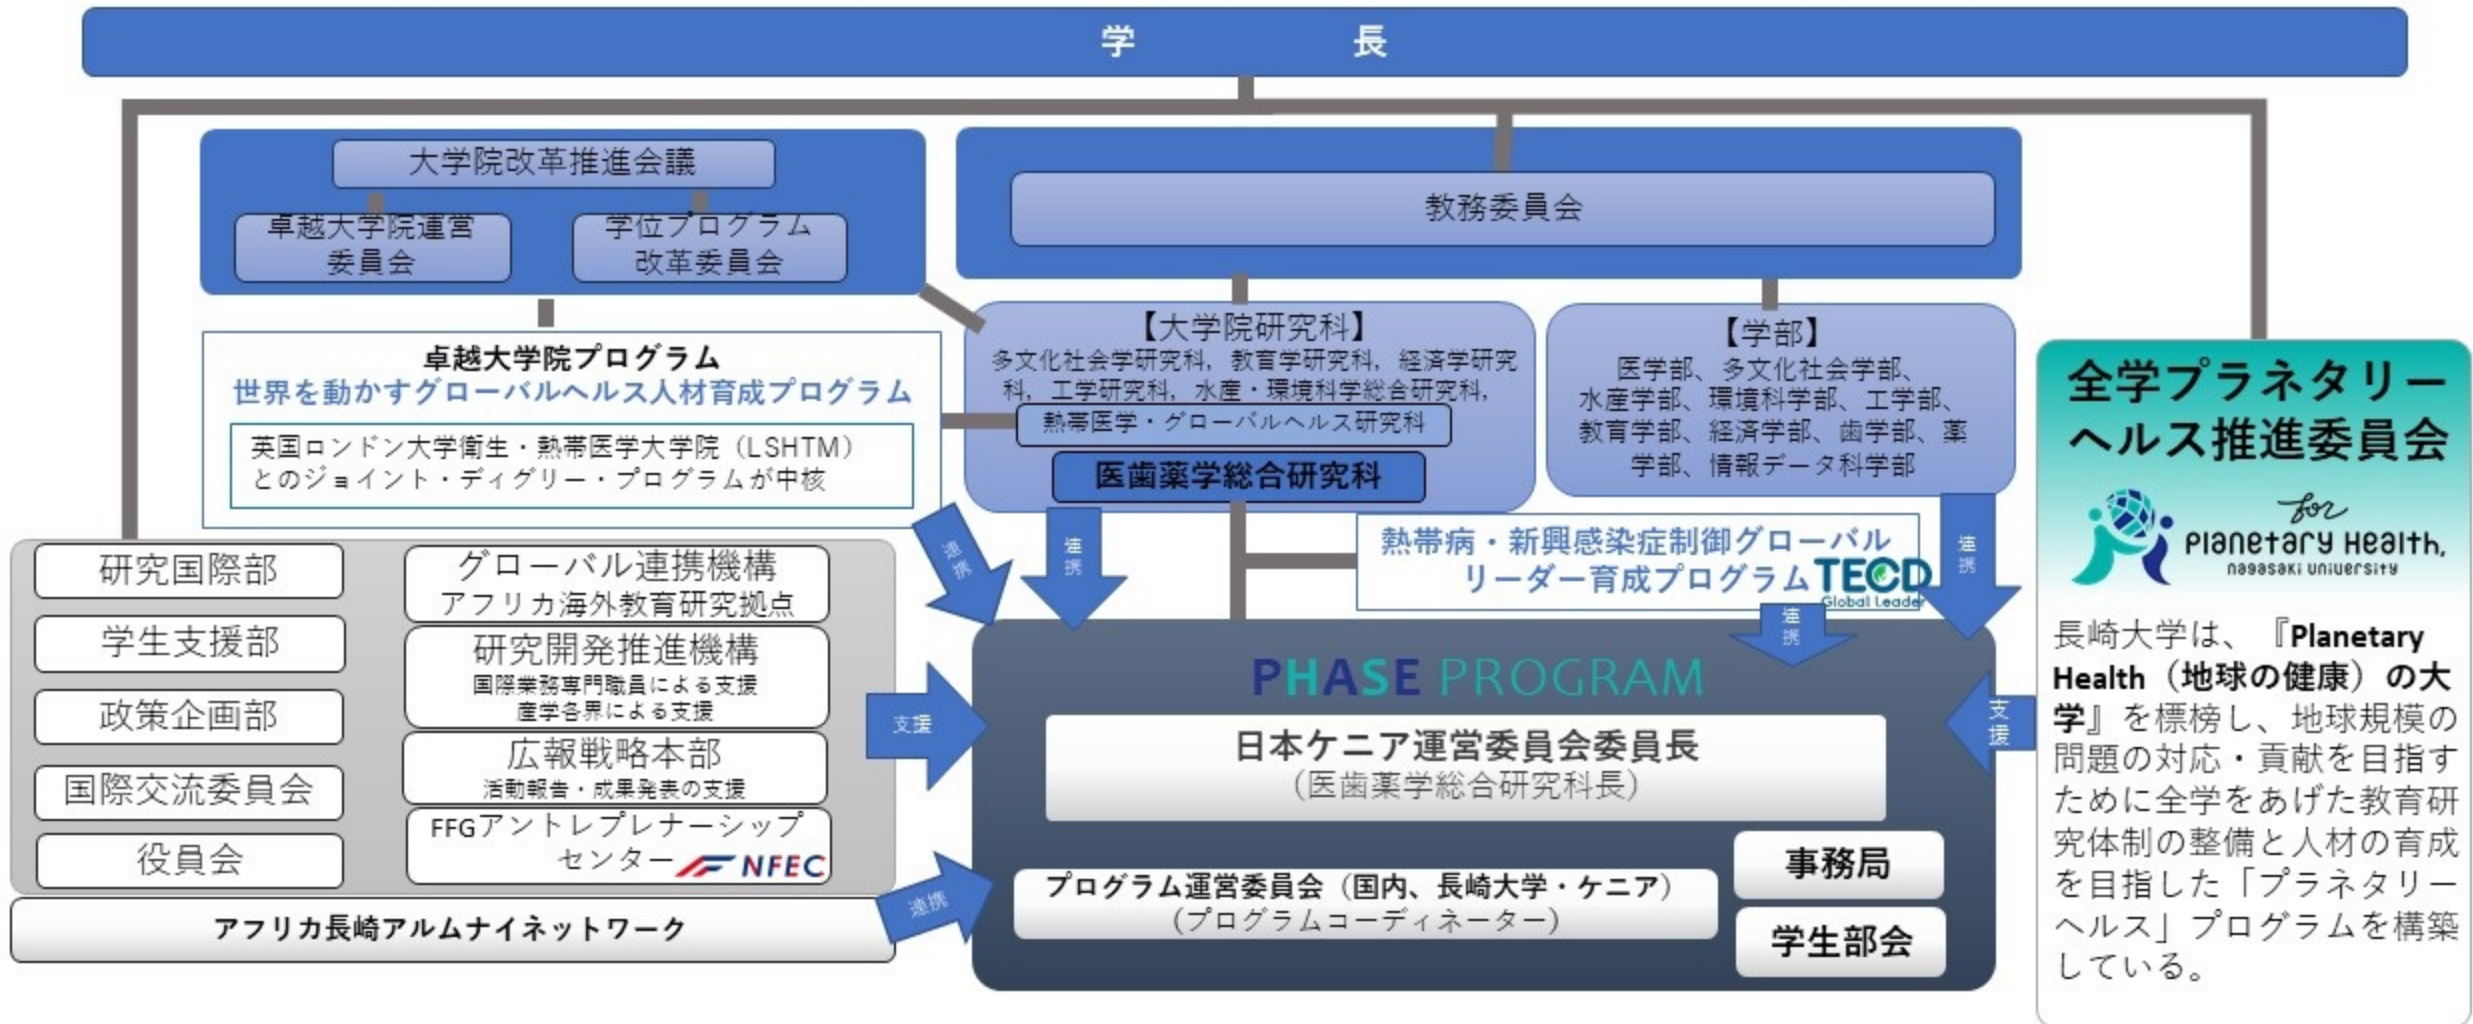 学　長
大学院改革推進会議
卓越大学院運営
委員会
学位プログラム
改革委員会
教務委員会
卓越大学院プログラム
世界を動かすグローバルヘルス人材育成プログラム
英国ロンドン大学衛生・熱帯医学大学院（LSHTM）
とのジョイント・ディグリー・プログラムが中核
【大学院研究科】
多文化社会学研究科，教育学研究科，経済学研究
科，工学研究科，水産・環境科学総合研究科，
熱帯医学・グローバルヘルス研究科
医歯薬学総合研究科
【学部】
医学部、多文化社会学部、
水産学部、環境科学部、工学部、
教育学部、経済学部、歯学部、薬
学部、情報データ科学部
全学プラネタリー
ヘルス推進委員会
for
Planetary Health,
nagasaki university
長崎大学は、『Planetary
Health（地球の健康）の大
学』を標榜し、地球規模の
問題の対応・貢献を目指す
ために全学をあげた教育研
究体制の整備と人材の育成
を目指した「プラネタリー
ヘルス」プログラムを構築
している。
連携
連携
熱帯病・新興感染症制御グローバル
リーダー育成プログラム
TECD
Global Leader
連携
連携
研究国際部
学生支援部
政策企画部
国際交流委員会
役員会
グローバル連携機構
アフリカ海外教育研究拠点
研究開発推進機構
国際業務専門職員による支援
産学各界による支援
広報戦略本部
活動報告・成果発表の支援
FFGアントレプレナーシップ
センター
NFEC
アフリカ長崎アルムナイネットワーク
支援
連携
支援
PHASE PROGRAM
日本ケニア運営委員会委員長
（医歯薬学総合研究科長）
プログラム運営委員会（国内、長崎大学・ケニア）
（プログラムコーディネーター）
事務局
学生部会